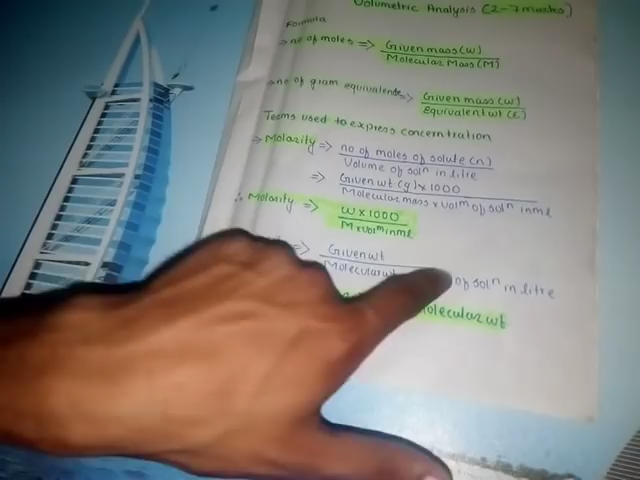 Volumetric Analysis (2-7 marks)
Formula
⇒ no of moles => Given mass (W)
Molecular Mass (M)
⇒ no of gram equivalent => Given mass (W)
Equivalent wt (E)
Terms used to express concentration
⇒ Molarity => no of moles of solute (n)
Volume of solⁿ in litre
=> Given wt (g) x 1000
Molecular mass x volᵐ of solⁿ in ml
∴ Molarity => W x 1000
M x volᵐ in ml
=> Given wt
Molecular wt of solⁿ in litre
Molecular wt